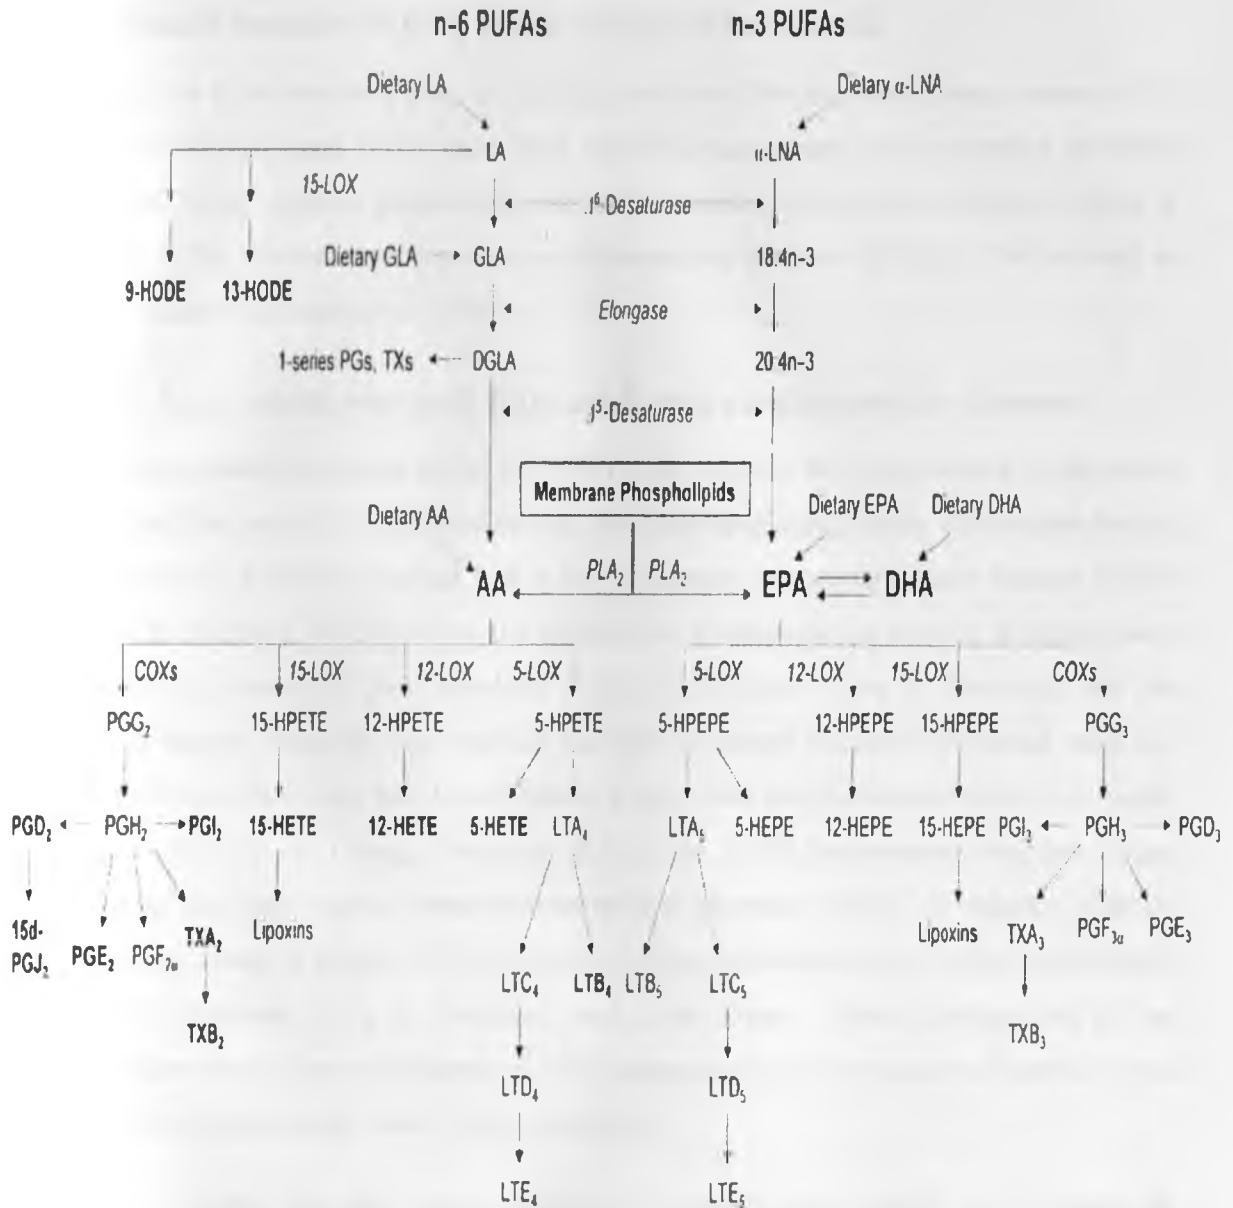 n-6 PUFAs n-3 PUFAs
Dietary LA Dietary α-LNA
LA α-LNA
15-LOX
Δ⁶-Desaturase
Dietary GLA GLA 18:4n-3
9-HODE 13-HODE
Elongase
1-series PGs, TXs DGLA 20:4n-3
Δ⁵-Desaturase
Membrane Phospholipids
Dietary AA Dietary EPA Dietary DHA
AA PLA₂ PLA₂ EPA DHA
COXs 15-LOX 12-LOX 5-LOX 5-LOX 12-LOX 15-LOX COXs
PGG₂ 15-HPETE 12-HPETE 5-HPETE 5-HPEPE 12-HPEPE 15-HPEPE PGG₃
PGD₂ PGH₂ PGI₂ 15-HETE 12-HETE 5-HETE LTA₄ LTA₅ 5-HEPE 12-HEPE 15-HEPE PGI₃ PGH₃ PGD₃
15d- PGE₂ PGF₂α TXA₂ Lipoxins Lipoxins TXA₃ PGF₃α PGE₃
PGJ₂
LTC₄ LTB₄ LTB₅ LTC₅
TXB₂ TXB₃
LTD₄ LTD₅
LTE₄ LTE₅